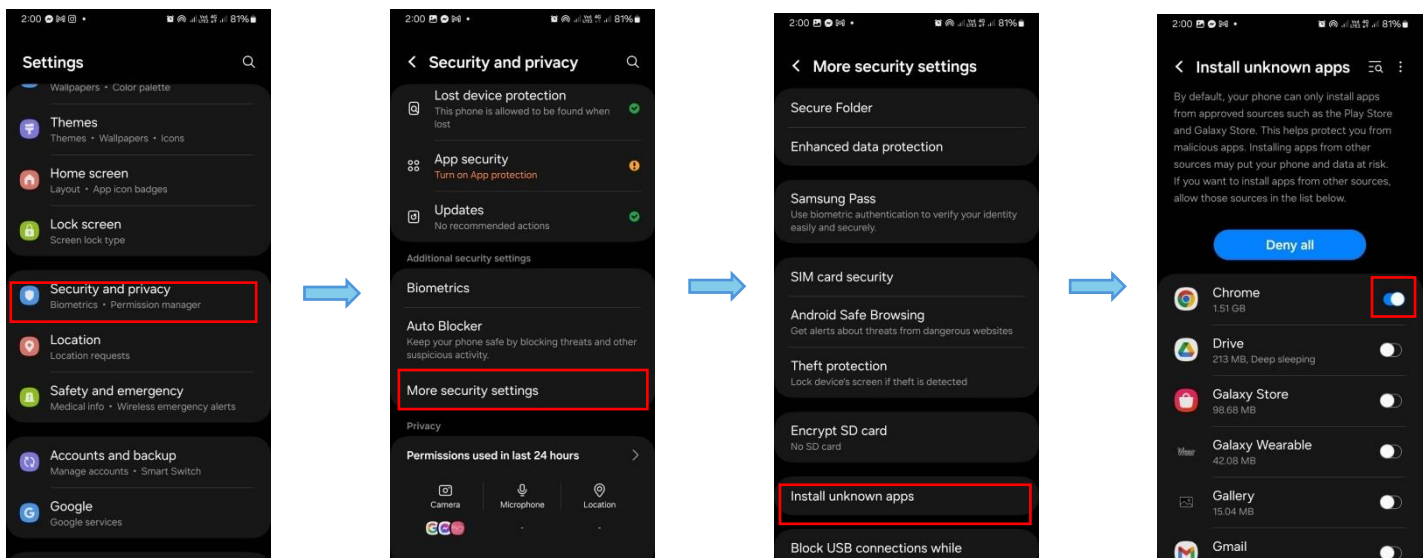 2:00
81%
Settings
Wallpapers • Color palette
Themes
Themes • Wallpapers • Icons
Home screen
Layout • App icon badges
Lock screen
Screen lock type
Security and privacy
Biometrics • Permission manager
Location
Location requests
Safety and emergency
Medical info • Wireless emergency alerts
Accounts and backup
Manage accounts • Smart Switch
Google
Google services
2:00
81%
Security and privacy
Lost device protection
This phone is allowed to be found when
lost
App security
Turn on App protection
Updates
No recommended actions
Additional security settings
Biometrics
Auto Blocker
Keep your phone safe by blocking threats and other
suspicious activity.
More security settings
Privacy
Permissions used in last 24 hours
Camera Microphone Location
- -
2:00
81%
More security settings
Secure Folder
Enhanced data protection
Samsung Pass
Use biometric authentication to verify your identity
easily and securely.
SIM card security
Android Safe Browsing
Get alerts about threats from dangerous websites
Theft protection
Lock device's screen if theft is detected
Encrypt SD card
No SD card
Install unknown apps
Block USB connections while
2:00
81%
Install unknown apps
By default, your phone can only install apps
from approved sources such as the Play Store
and Galaxy Store. This helps protect you from
malicious apps. Installing apps from other
sources may put your phone and data at risk.
If you want to install apps from other sources,
allow those sources in the list below.
Deny all
Chrome
1.51 GB
Drive
213 MB, Deep sleeping
Galaxy Store
98.68 MB
Galaxy Wearable
42.08 MB
Gallery
15.04 MB
Gmail